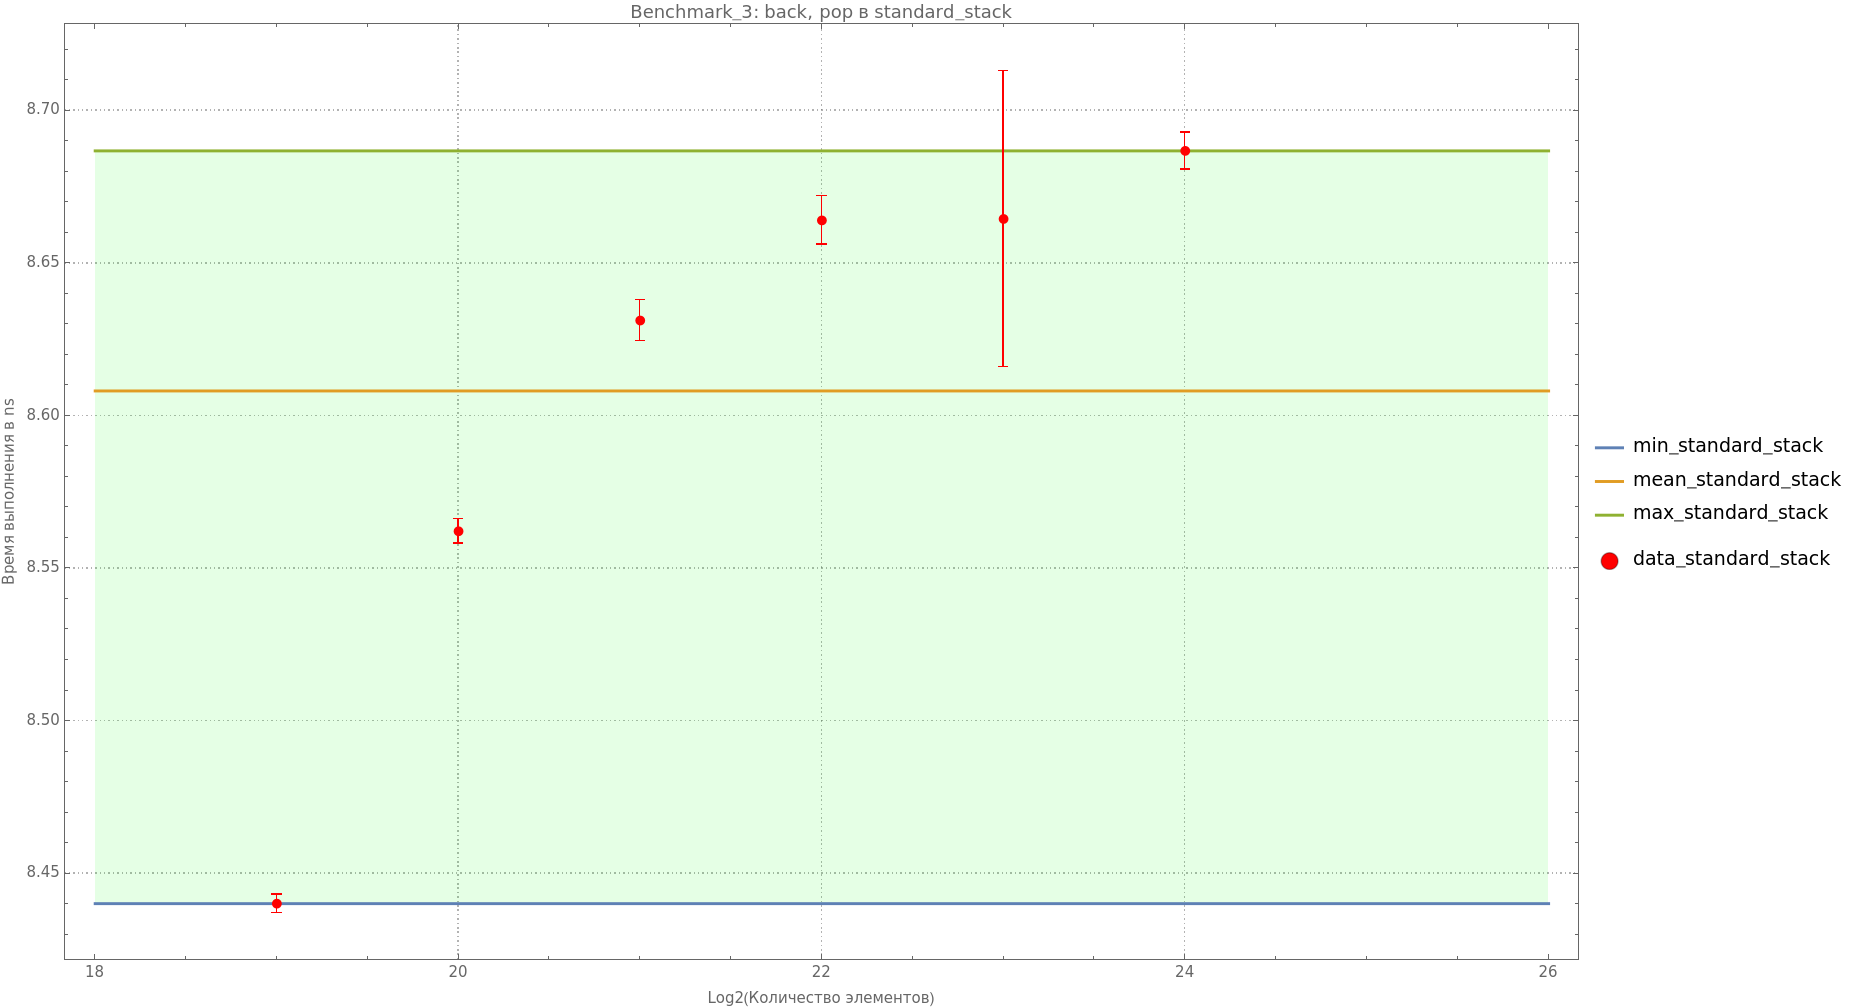 Benchmark_3: back, pop в standard_stack
Время выполнения в ns
8.70
8.65
8.60
8.55
8.50
8.45
18 20 22 24 26
Log2(Количество элементов)
min_standard_stack
mean_standard_stack
max_standard_stack
data_standard_stack